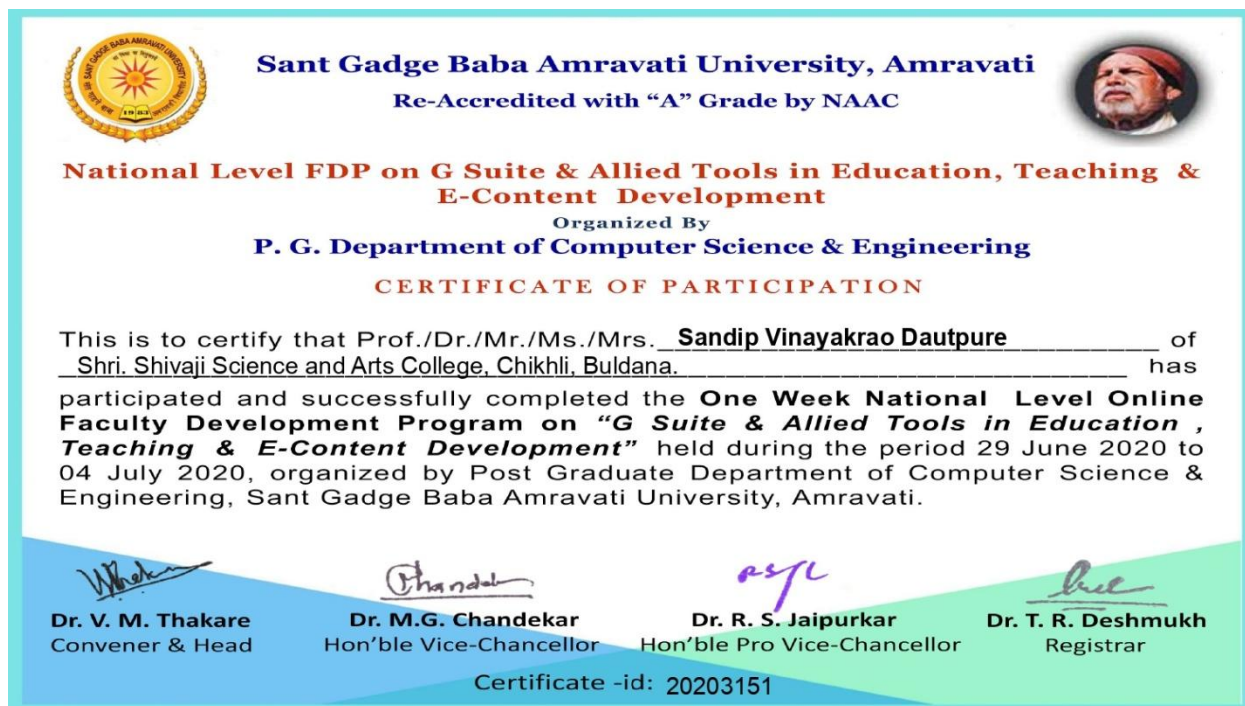 SANT GADGE BABA AMRAVATI UNIVERSITY
1983
Sant Gadge Baba Amravati University, Amravati
Re-Accredited with “A” Grade by NAAC
National Level FDP on G Suite & Allied Tools in Education, Teaching &
E-Content Development
Organized By
P. G. Department of Computer Science & Engineering
CERTIFICATE OF PARTICIPATION
This is to certify that Prof./Dr./Mr./Ms./Mrs. Sandip Vinayakrao Dautpure of
Shri. Shivaji Science and Arts College, Chikhli, Buldana. has
participated and successfully completed the One Week National Level Online
Faculty Development Program on “G Suite & Allied Tools in Education ,
Teaching & E-Content Development” held during the period 29 June 2020 to
04 July 2020, organized by Post Graduate Department of Computer Science &
Engineering, Sant Gadge Baba Amravati University, Amravati.
Dr. V. M. Thakare Dr. M.G. Chandekar Dr. R. S. Jaipurkar Dr. T. R. Deshmukh
Convener & Head Hon’ble Vice-Chancellor Hon’ble Pro Vice-Chancellor Registrar
Certificate -id: 20203151